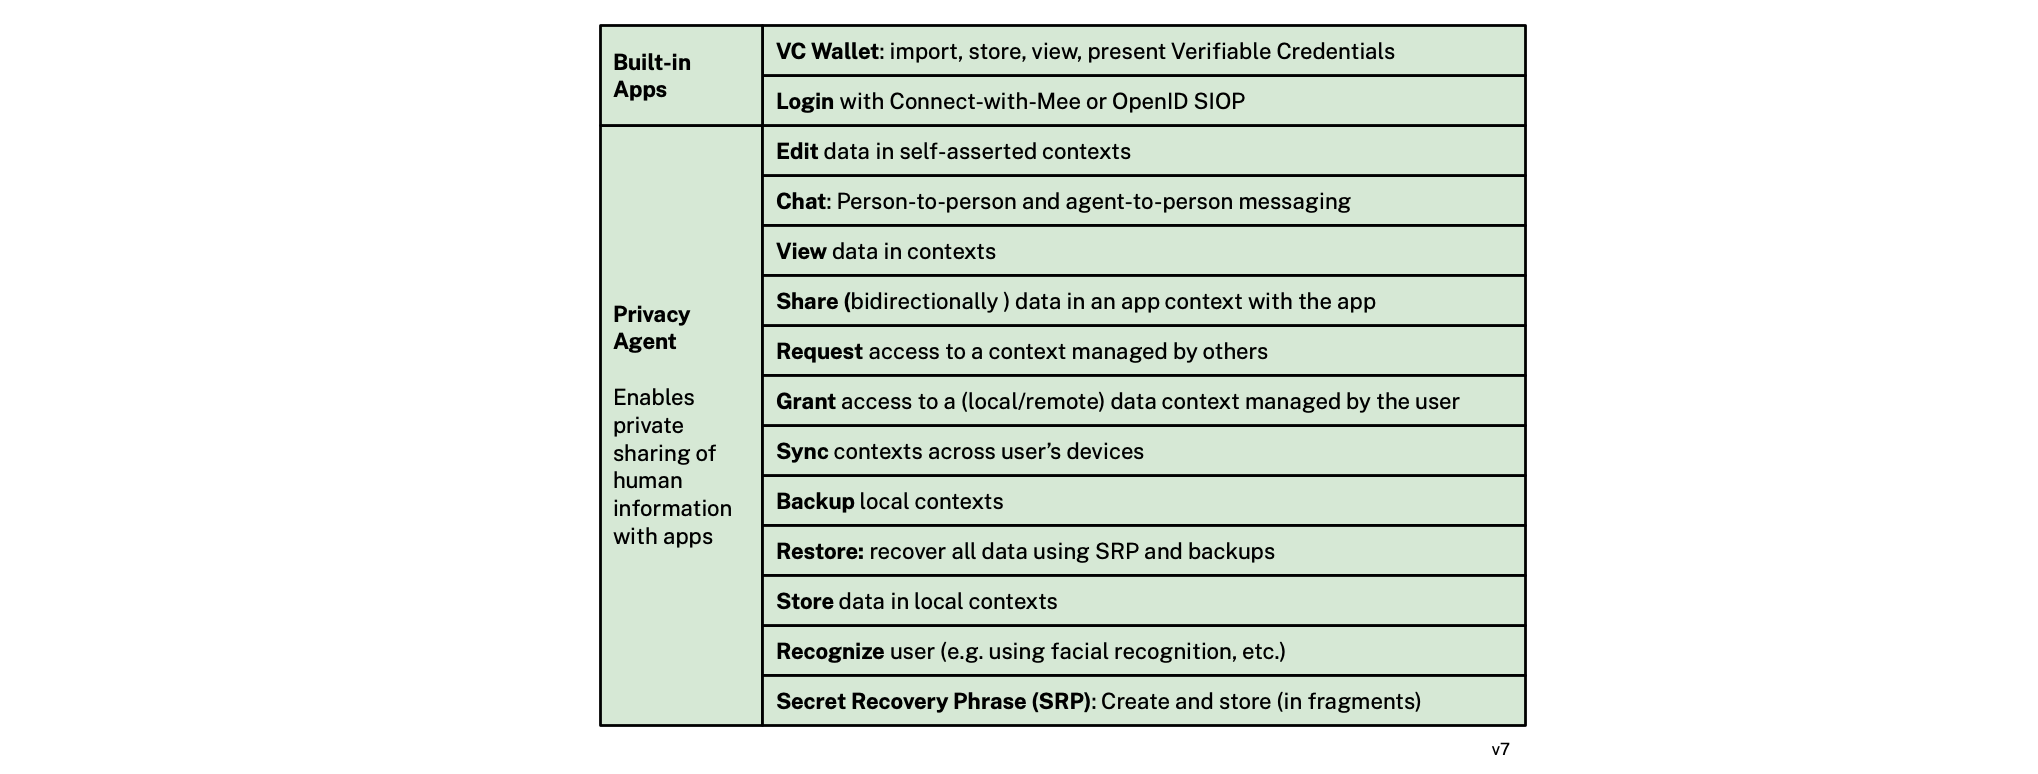 Built-in
Apps
VC Wallet: import, store, view, present Verifiable Credentials
Login with Connect-with-Mee or OpenID SIOP
Privacy
Agent
Enables
private
sharing of
human
information
with apps
Edit data in self-asserted contexts
Chat: Person-to-person and agent-to-person messaging
View data in contexts
Share (bidirectionally ) data in an app context with the app
Request access to a context managed by others
Grant access to a (local/remote) data context managed by the user
Sync contexts across user’s devices
Backup local contexts
Restore: recover all data using SRP and backups
Store data in local contexts
Recognize user (e.g. using facial recognition, etc.)
Secret Recovery Phrase (SRP): Create and store (in fragments)
v7